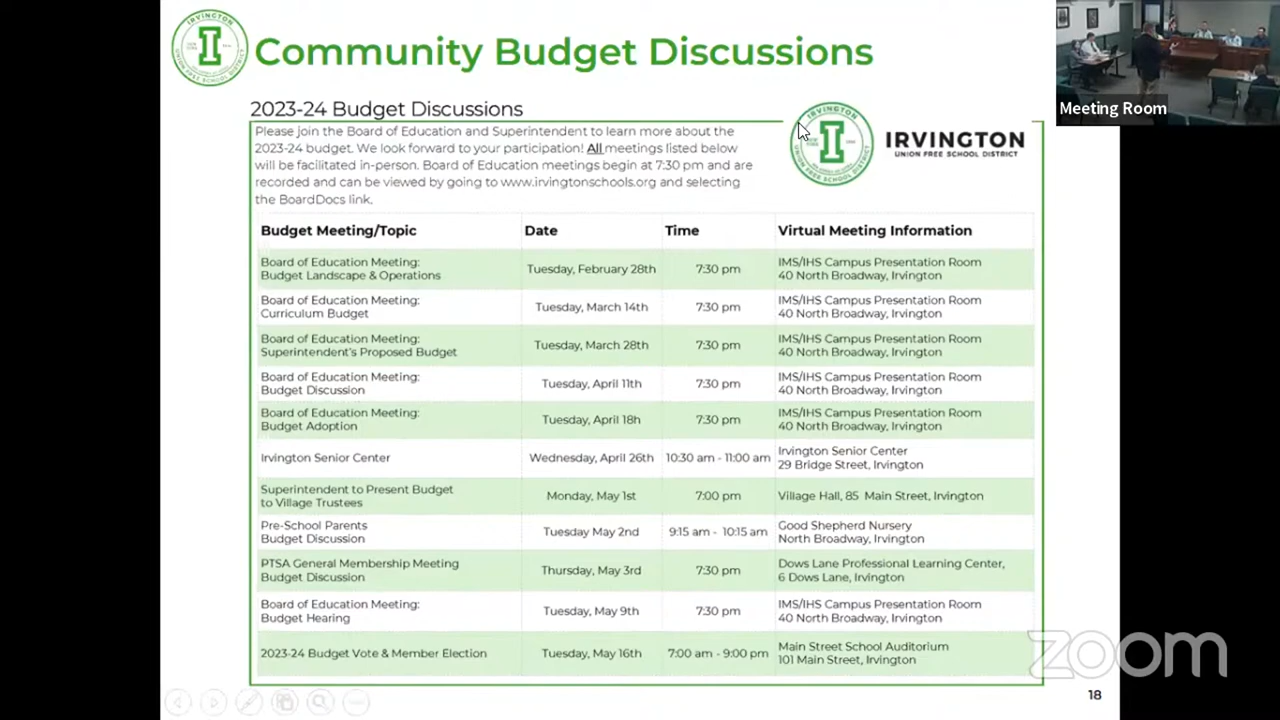 IRVINGTON
UNION FREE SCHOOL DISTRICT
I
Community Budget Discussions
Meeting Room
2023-24 Budget Discussions
Please join the Board of Education and Superintendent to learn more about the
2023-24 budget. We look forward to your participation! All meetings listed below
will be facilitated in-person. Board of Education meetings begin at 7:30 pm and are
recorded and can be viewed by going to www.irvingtonschools.org and selecting
the BoardDocs link.
IRVINGTON
UNION FREE SCHOOL DISTRICT
I
IRVINGTON
UNION FREE SCHOOL DISTRICT
Budget Meeting/Topic Date Time Virtual Meeting Information
Board of Education Meeting:
Budget Landscape & Operations
Tuesday, February 28th
7:30 pm
IMS/IHS Campus Presentation Room
40 North Broadway, Irvington
Board of Education Meeting:
Curriculum Budget
Tuesday, March 14th
7:30 pm
IMS/IHS Campus Presentation Room
40 North Broadway, Irvington
Board of Education Meeting:
Superintendent's Proposed Budget
Tuesday, March 28th
7:30 pm
IMS/IHS Campus Presentation Room
40 North Broadway, Irvington
Board of Education Meeting:
Budget Discussion
Tuesday, April 11th
7:30 pm
IMS/IHS Campus Presentation Room
40 North Broadway, Irvington
Board of Education Meeting:
Budget Adoption
Tuesday, April 18h
7:30 pm
IMS/IHS Campus Presentation Room
40 North Broadway, Irvington
Irvington Senior Center
Wednesday, April 26th
10:30 am - 11:00 am
Irvington Senior Center
29 Bridge Street, Irvington
Superintendent to Present Budget
to Village Trustees
Monday, May 1st
7:00 pm
Village Hall, 85 Main Street, Irvington
Pre-School Parents
Budget Discussion
Tuesday May 2nd
9:15 am - 10:15 am
Good Shepherd Nursery
North Broadway, Irvington
PTSA General Membership Meeting
Budget Discussion
Thursday, May 3rd
7:30 pm
Dows Lane Professional Learning Center,
6 Dows Lane, Irvington
Board of Education Meeting:
Budget Hearing
Tuesday, May 9th
7:30 pm
IMS/IHS Campus Presentation Room
40 North Broadway, Irvington
2023-24 Budget Vote & Member Election
Tuesday, May 16th
7:00 am - 9:00 pm
Main Street School Auditorium
101 Main Street, Irvington
zoom
18